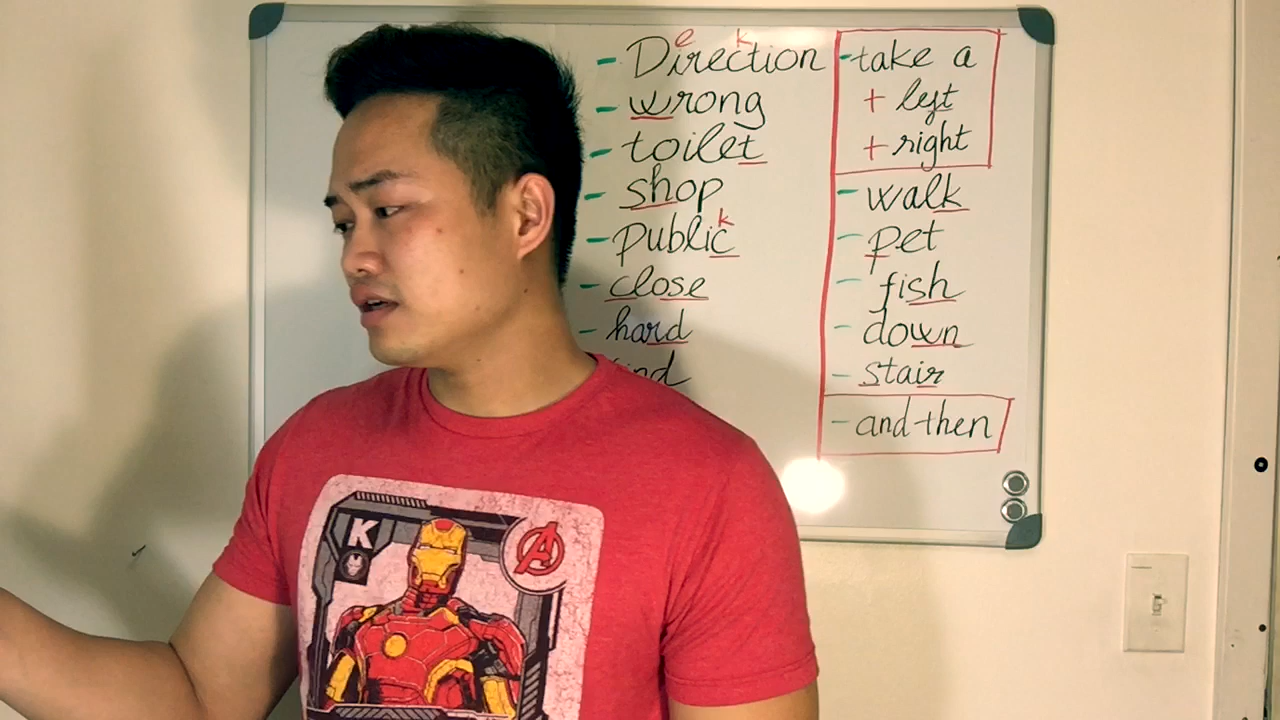 e k
- Direction
- wrong
- toilet
- shop
k
- Public
- close
- hard
- take a
+ left
+ right
- walk
- pet
- fish
- down
- stair
- and then
K